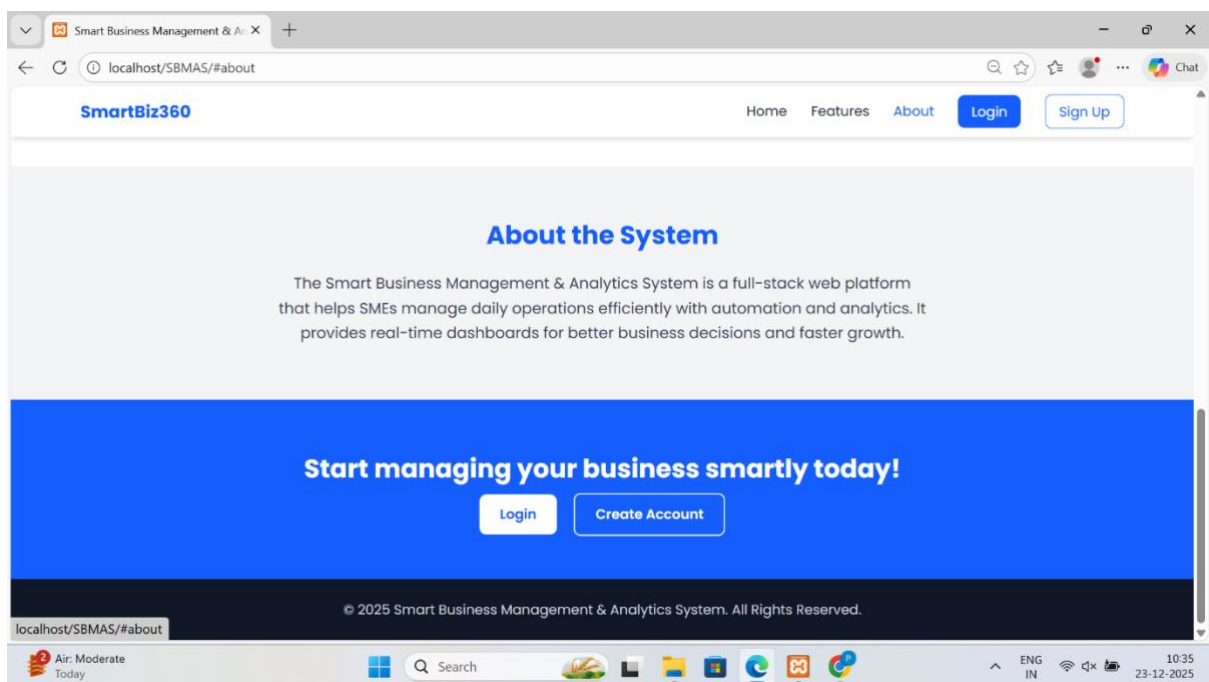 Smart Business Management & An
localhost/SBMAS/#about
Chat
SmartBiz360
Home Features About Login Sign Up
About the System
The Smart Business Management & Analytics System is a full-stack web platform
that helps SMEs manage daily operations efficiently with automation and analytics. It
provides real-time dashboards for better business decisions and faster growth.
Start managing your business smartly today!
Login Create Account
© 2025 Smart Business Management & Analytics System. All Rights Reserved.
localhost/SBMAS/#about
2
Air: Moderate
Today
Search
ENG
IN
10:35
23-12-2025